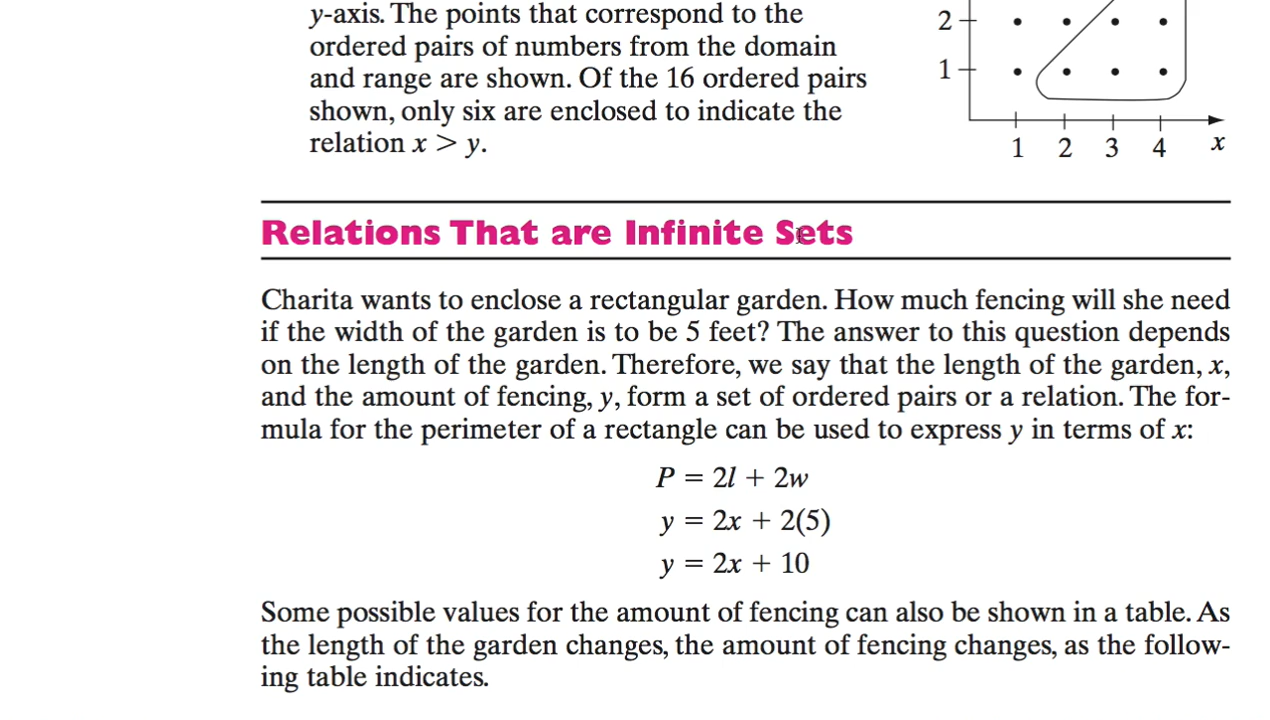 y-axis. The points that correspond to the
ordered pairs of numbers from the domain
and range are shown. Of the 16 ordered pairs
shown, only six are enclosed to indicate the
relation x > y.
2
1
1 2 3 4 x
Relations That are Infinite Sets
Charita wants to enclose a rectangular garden. How much fencing will she need
if the width of the garden is to be 5 feet? The answer to this question depends
on the length of the garden. Therefore, we say that the length of the garden, x,
and the amount of fencing, y, form a set of ordered pairs or a relation. The for-
mula for the perimeter of a rectangle can be used to express y in terms of x:
P = 2l + 2w
y = 2x + 2(5)
y = 2x + 10
Some possible values for the amount of fencing can also be shown in a table. As
the length of the garden changes, the amount of fencing changes, as the follow-
ing table indicates.